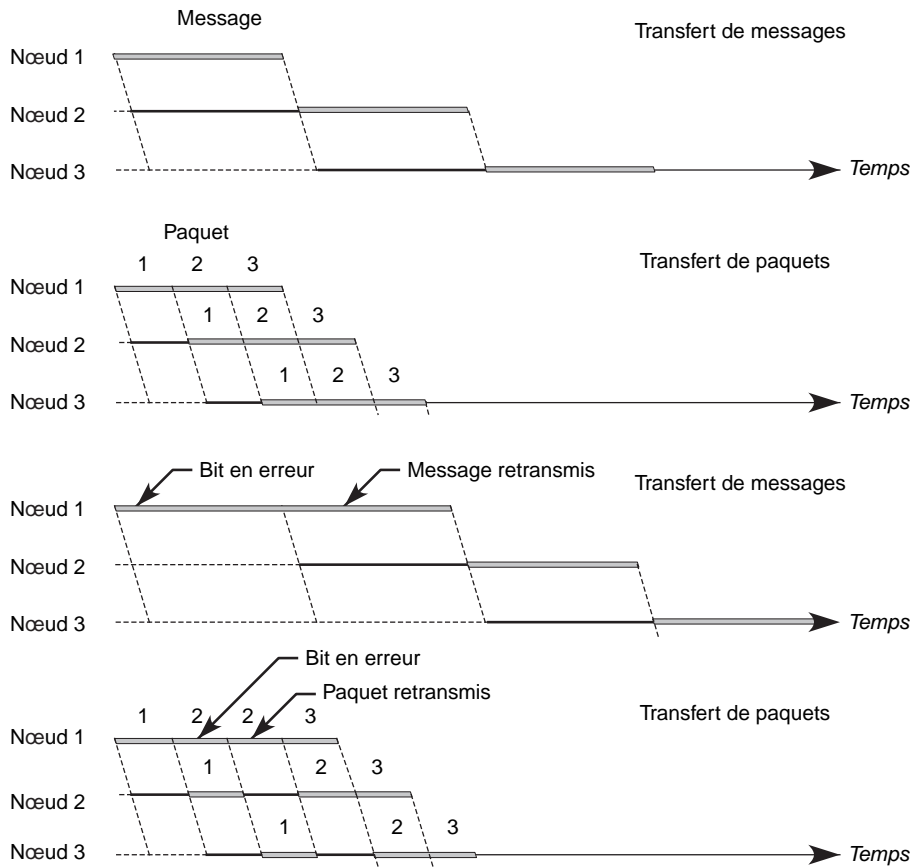 Message
Transfert de messages
Nœud 1
Nœud 2
Nœud 3
Temps
Paquet
Transfert de paquets
1 2 3
Nœud 1
1 2 3
Nœud 2
1 2 3
Nœud 3
Temps
Bit en erreur
Message retransmis
Transfert de messages
Nœud 1
Nœud 2
Nœud 3
Temps
Bit en erreur
Paquet retransmis
Transfert de paquets
1 2 2 3
Nœud 1
1 2 3
Nœud 2
1 2 3
Nœud 3
Temps